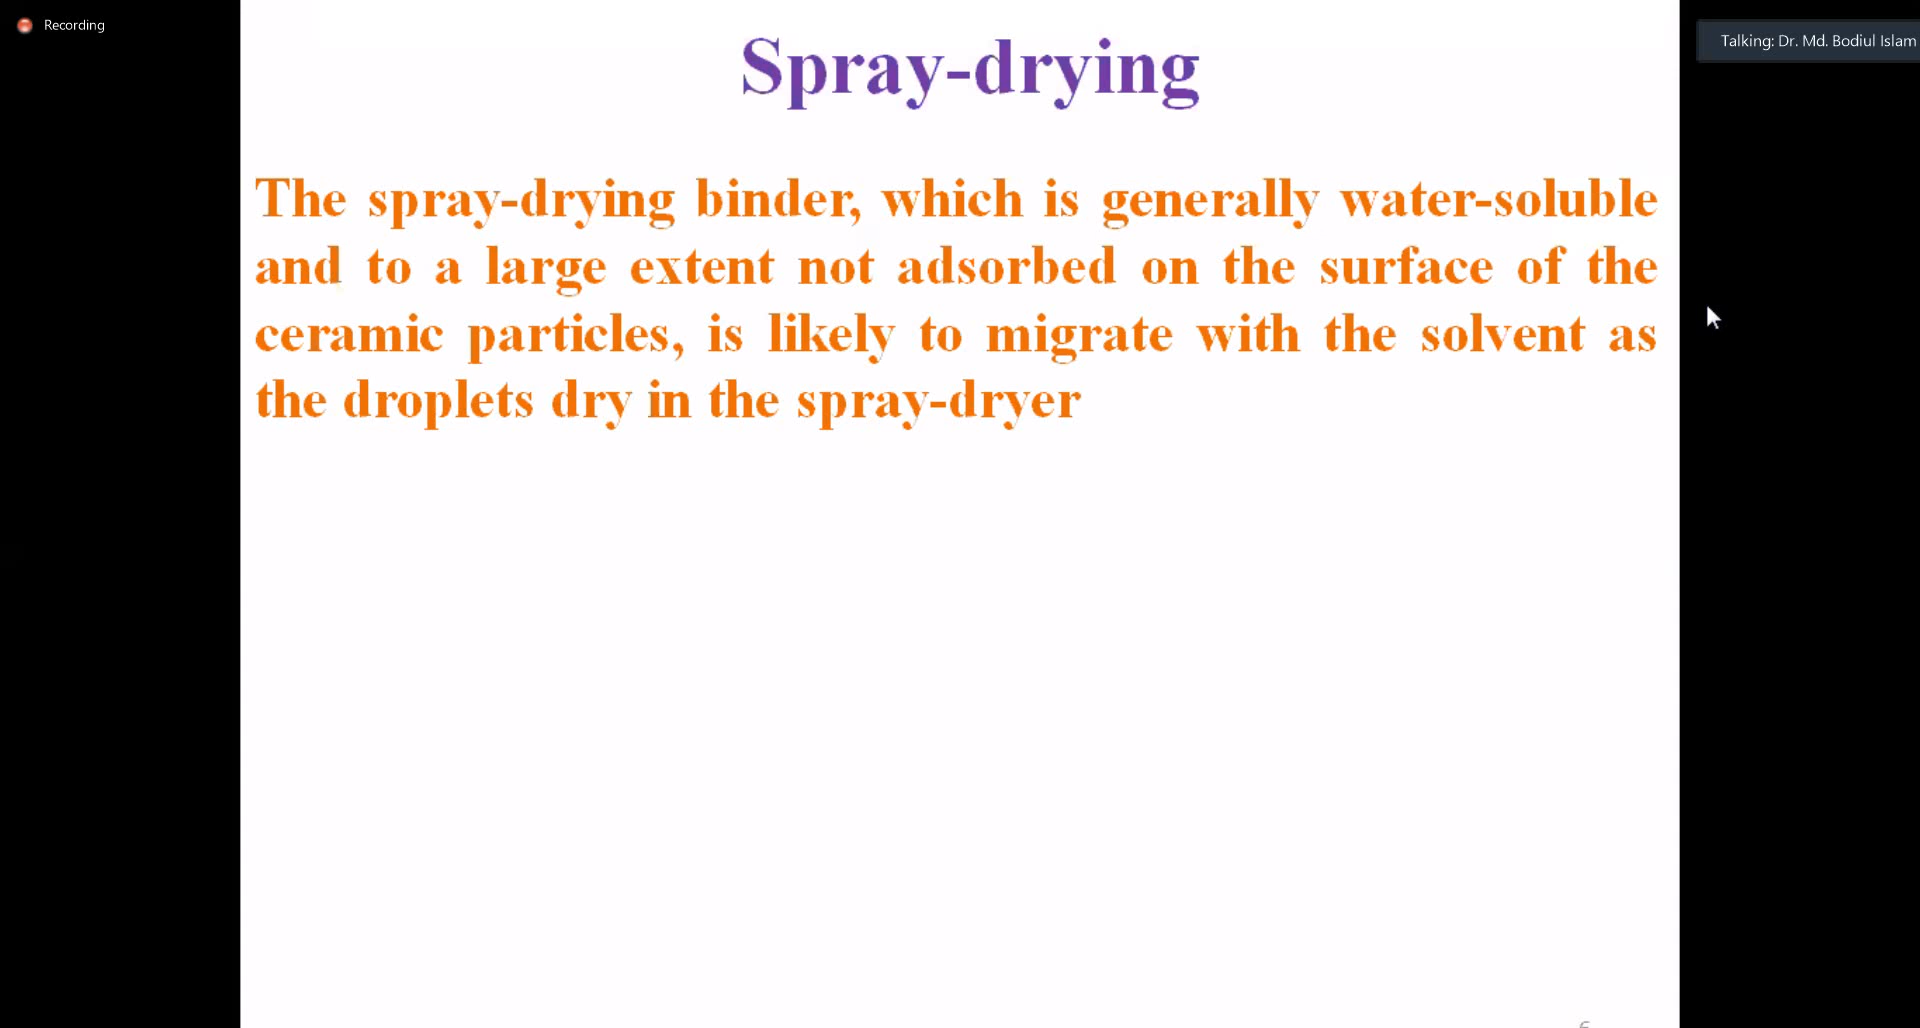 Recording
Talking: Dr. Md. Bodiul Islam
Spray-drying
The spray-drying binder, which is generally water-soluble
and to a large extent not adsorbed on the surface of the
ceramic particles, is likely to migrate with the solvent as
the droplets dry in the spray-dryer